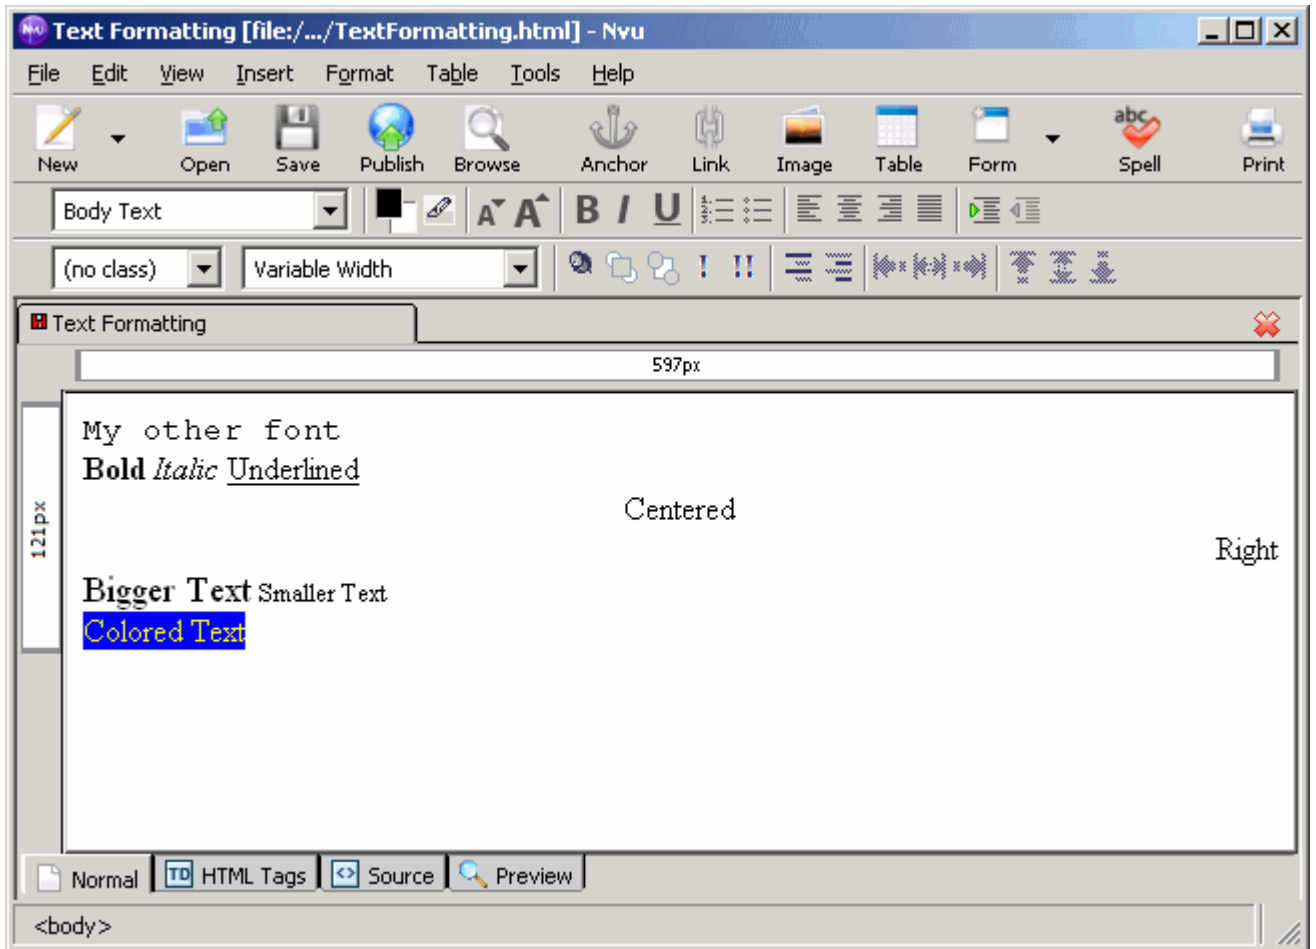 Text Formatting [file:/.../TextFormatting.html] - Nvu
File Edit View Insert Format Table Tools Help
New Open Save Publish Browse Anchor Link Image Table Form abc Spell Print
Body Text A A B I U
(no class) Variable Width ! !!
Text Formatting
597px
121px
My other font
Bold Italic Underlined
Centered
Right
Bigger Text Smaller Text
Colored Text
Normal TD HTML Tags <> Source Preview
<body>